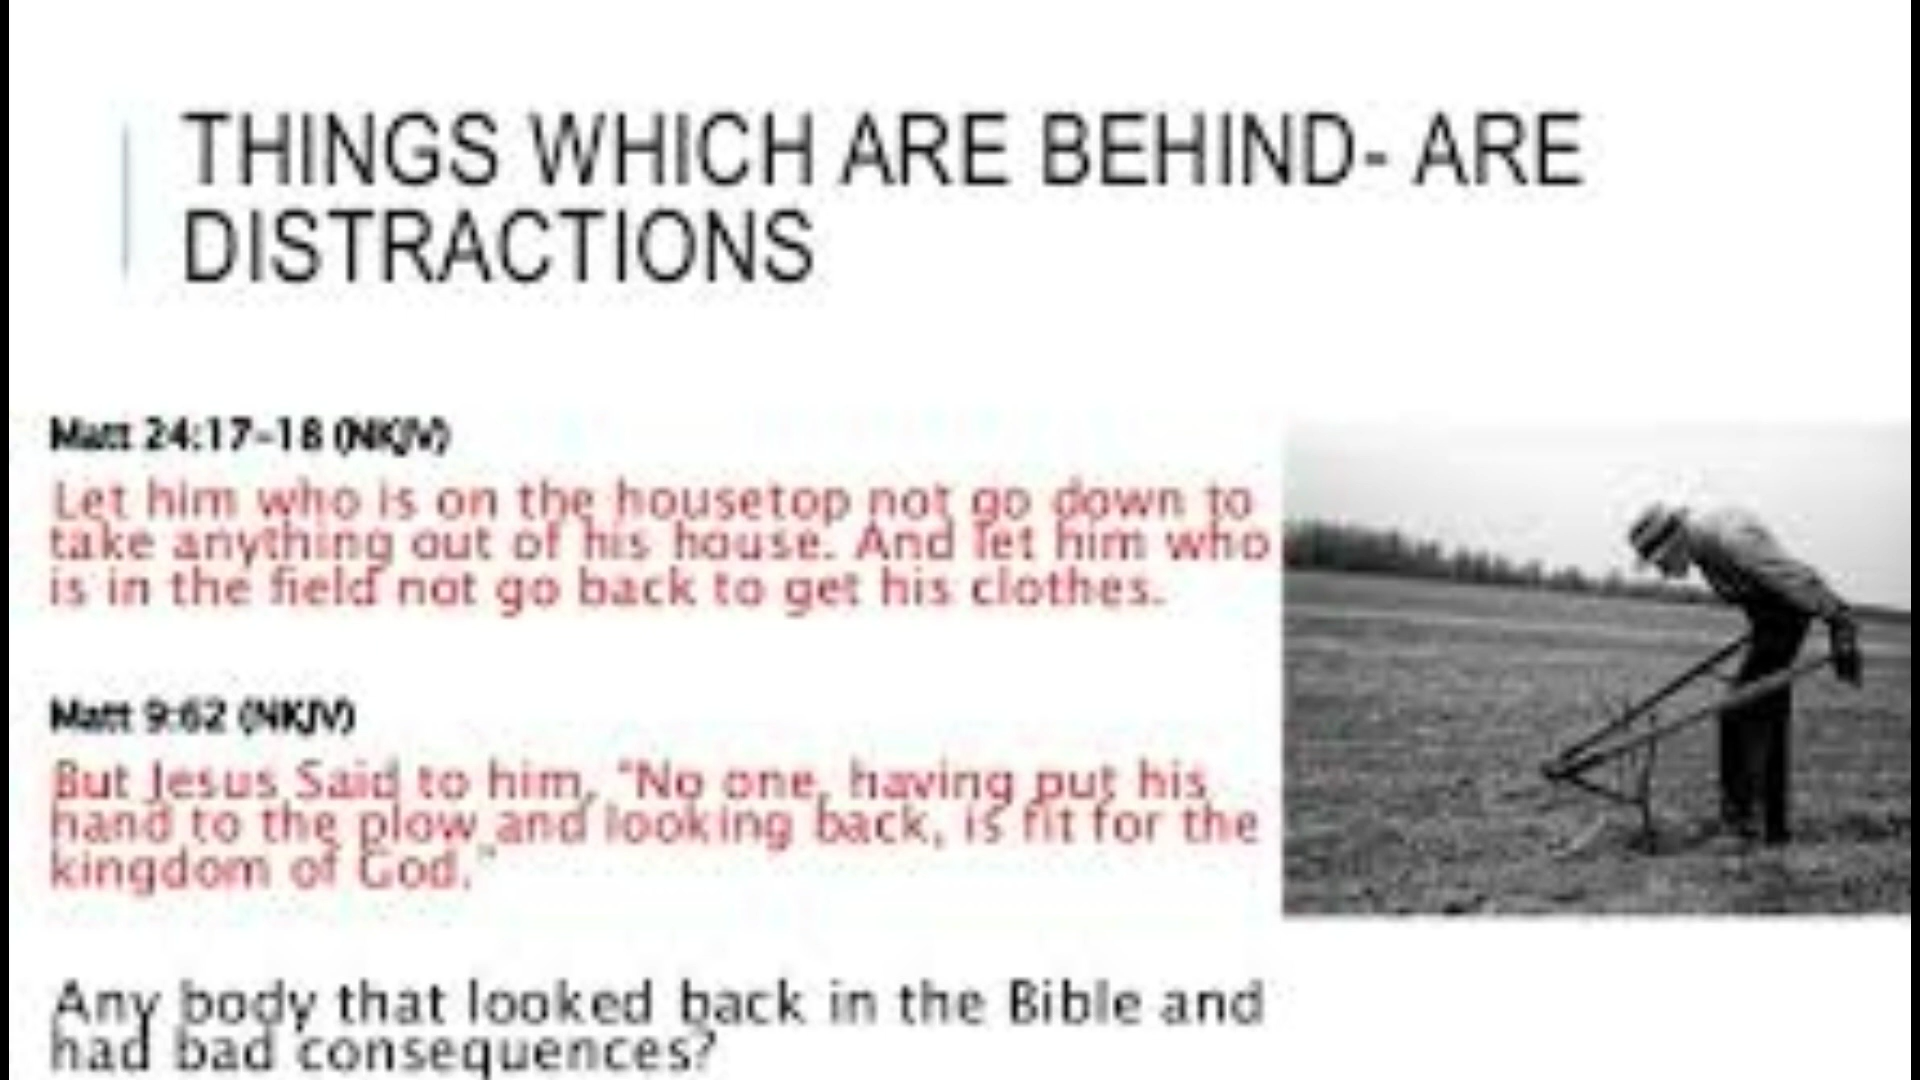 THINGS WHICH ARE BEHIND- ARE
DISTRACTIONS
Matt 24:17-18 (NKJV)
Let him who is on the housetop not go down to
take anything out of his house. And let him who
is in the field not go back to get his clothes.
Matt 9:62 (NKJV)
But Jesus Said to him, "No one, having put his
hand to the plow and looking back, is fit for the
kingdom of God."
Any body that looked back in the Bible and
had bad consequences?